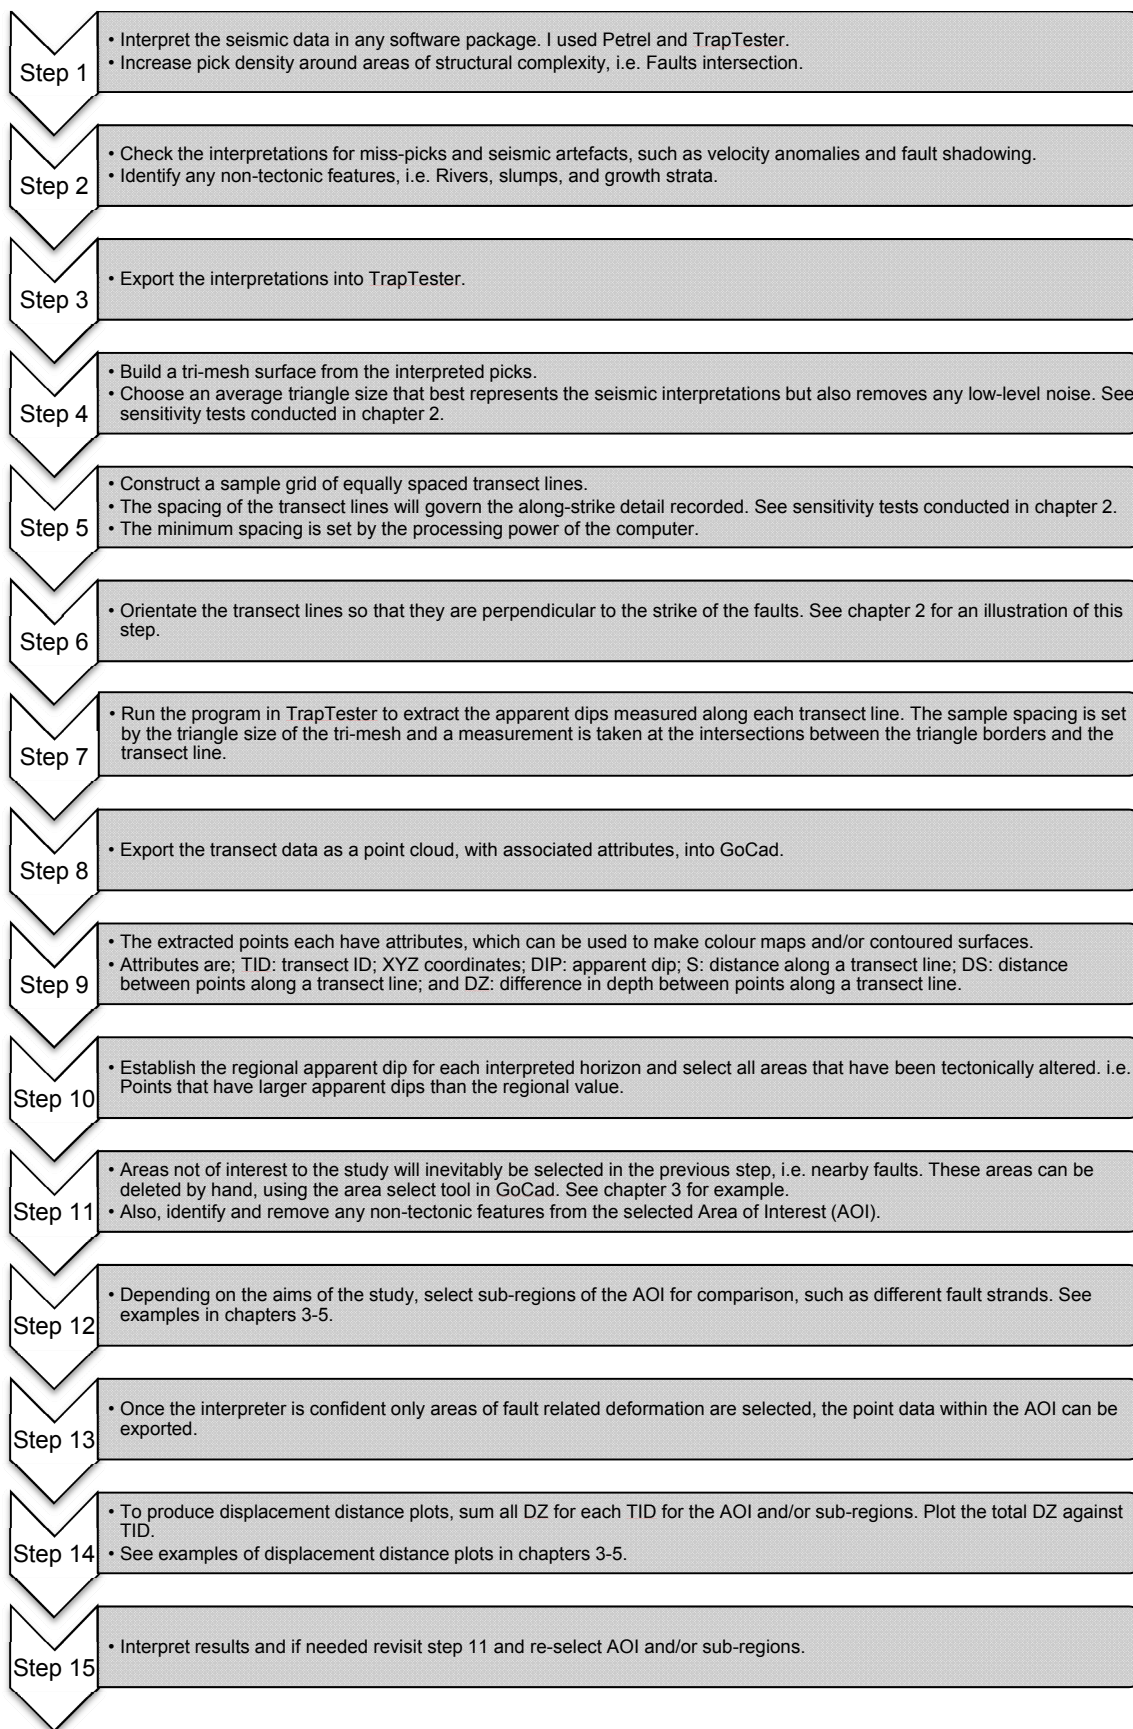 Step 1
• Interpret the seismic data in any software package. I used Petrel and TrapTester.
• Increase pick density around areas of structural complexity, i.e. Faults intersection.
Step 2
• Check the interpretations for miss-picks and seismic artefacts, such as velocity anomalies and fault shadowing.
• Identify any non-tectonic features, i.e. Rivers, slumps, and growth strata.
Step 3
• Export the interpretations into TrapTester.
Step 4
• Build a tri-mesh surface from the interpreted picks.
• Choose an average triangle size that best represents the seismic interpretations but also removes any low-level noise. See
sensitivity tests conducted in chapter 2.
Step 5
• Construct a sample grid of equally spaced transect lines.
• The spacing of the transect lines will govern the along-strike detail recorded. See sensitivity tests conducted in chapter 2.
• The minimum spacing is set by the processing power of the computer.
Step 6
• Orientate the transect lines so that they are perpendicular to the strike of the faults. See chapter 2 for an illustration of this
step.
Step 7
• Run the program in TrapTester to extract the apparent dips measured along each transect line. The sample spacing is set
by the triangle size of the tri-mesh and a measurement is taken at the intersections between the triangle borders and the
transect line.
Step 8
• Export the transect data as a point cloud, with associated attributes, into GoCad.
Step 9
• The extracted points each have attributes, which can be used to make colour maps and/or contoured surfaces.
• Attributes are; TID: transect ID; XYZ coordinates; DIP: apparent dip; S: distance along a transect line; DS: distance
between points along a transect line; and DZ: difference in depth between points along a transect line.
Step 10
• Establish the regional apparent dip for each interpreted horizon and select all areas that have been tectonically altered. i.e.
Points that have larger apparent dips than the regional value.
Step 11
• Areas not of interest to the study will inevitably be selected in the previous step, i.e. nearby faults. These areas can be
deleted by hand, using the area select tool in GoCad. See chapter 3 for example.
• Also, identify and remove any non-tectonic features from the selected Area of Interest (AOI).
Step 12
• Depending on the aims of the study, select sub-regions of the AOI for comparison, such as different fault strands. See
examples in chapters 3-5.
Step 13
• Once the interpreter is confident only areas of fault related deformation are selected, the point data within the AOI can be
exported.
Step 14
• To produce displacement distance plots, sum all DZ for each TID for the AOI and/or sub-regions. Plot the total DZ against
TID.
• See examples of displacement distance plots in chapters 3-5.
Step 15
• Interpret results and if needed revisit step 11 and re-select AOI and/or sub-regions.